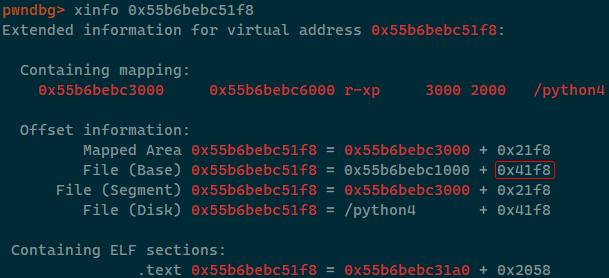 pwndbg> xinfo 0x55b6bebc51f8
Extended information for virtual address 0x55b6bebc51f8:
Containing mapping:
0x55b6bebc3000 0x55b6bebc6000 r-xp 3000 2000 /python4
Offset information:
Mapped Area 0x55b6bebc51f8 = 0x55b6bebc3000 + 0x21f8
File (Base) 0x55b6bebc51f8 = 0x55b6bebc1000 + 0x41f8
File (Segment) 0x55b6bebc51f8 = 0x55b6bebc3000 + 0x21f8
File (Disk) 0x55b6bebc51f8 = /python4 + 0x41f8
Containing ELF sections:
.text 0x55b6bebc51f8 = 0x55b6bebc31a0 + 0x2058